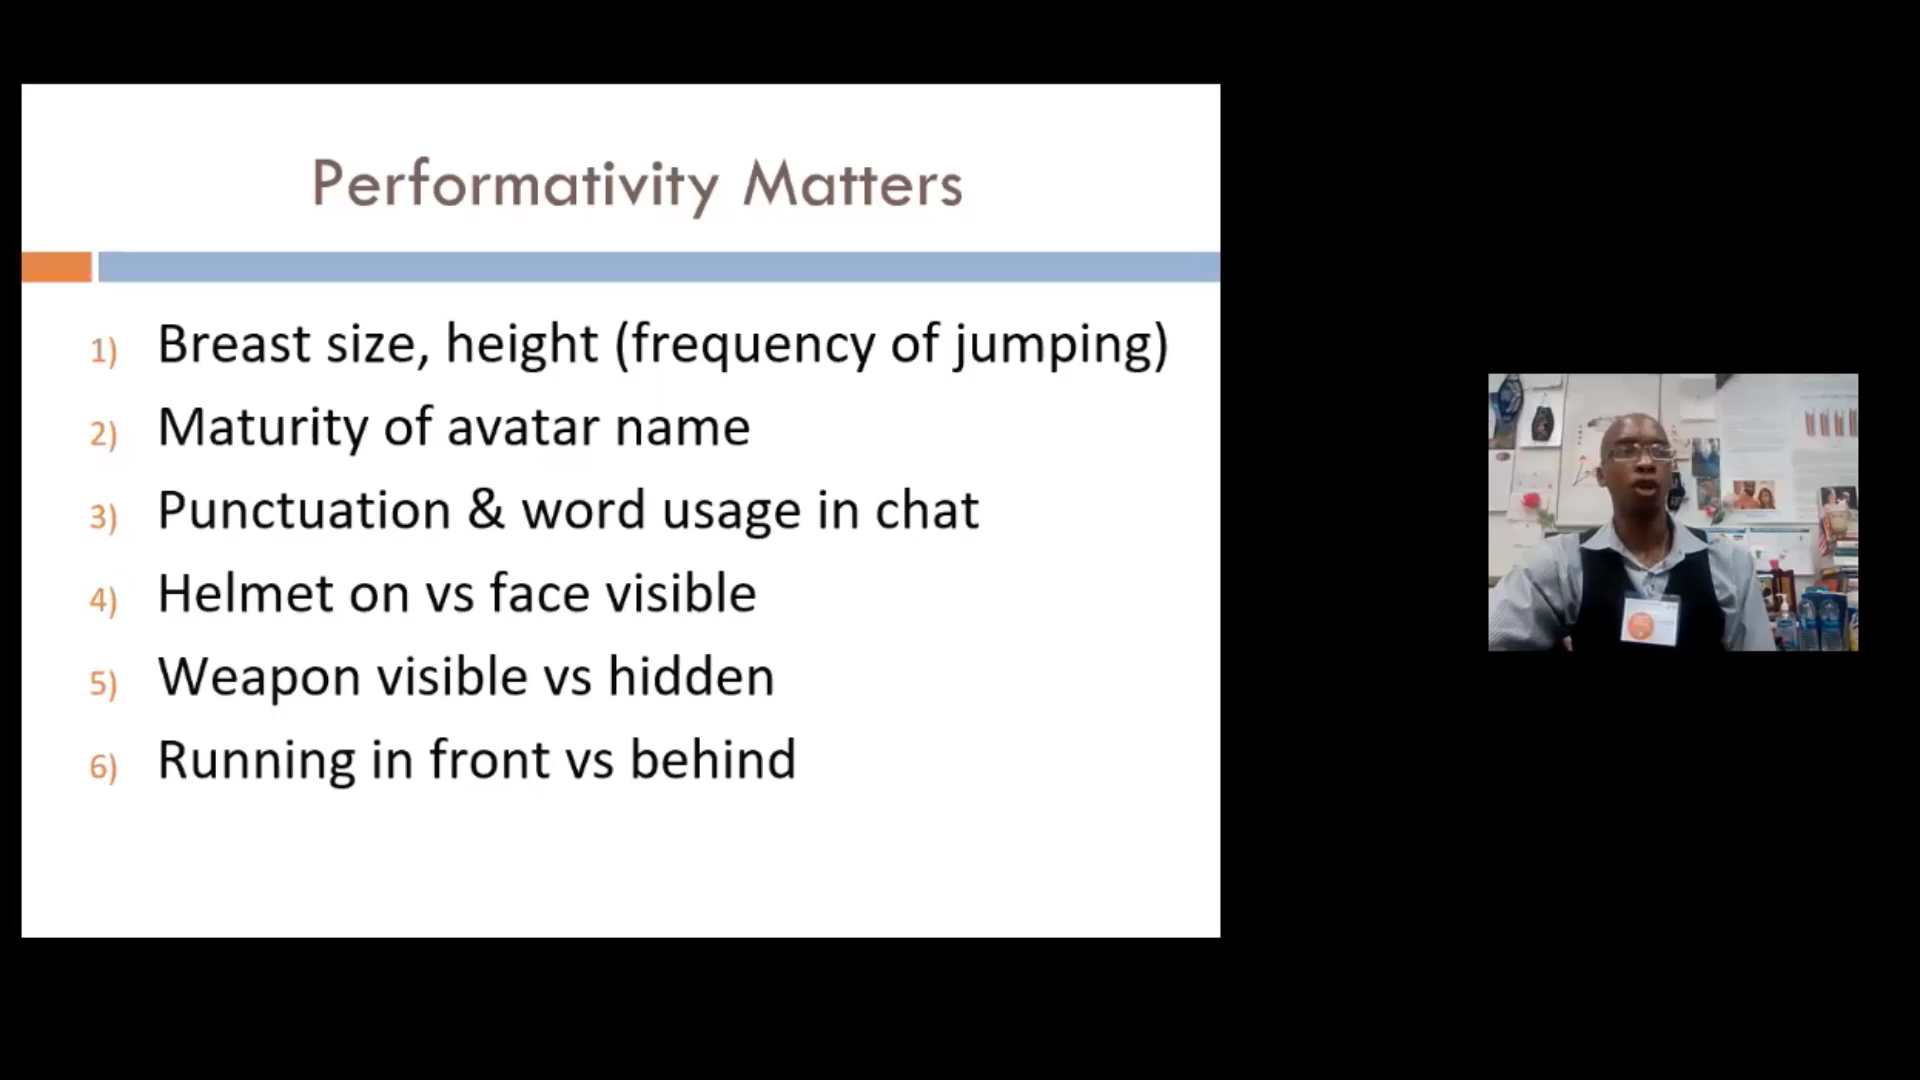 Performativity Matters
1) Breast size, height (frequency of jumping)
2) Maturity of avatar name
3) Punctuation & word usage in chat
4) Helmet on vs face visible
5) Weapon visible vs hidden
6) Running in front vs behind